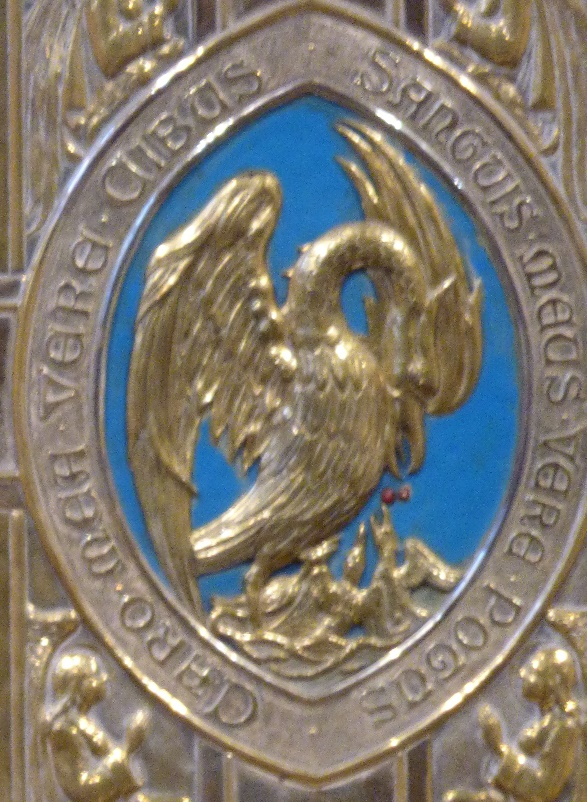 CARO · MEA · VERE · CIBUS
SANGUIS · MEUS · VERE POTUS